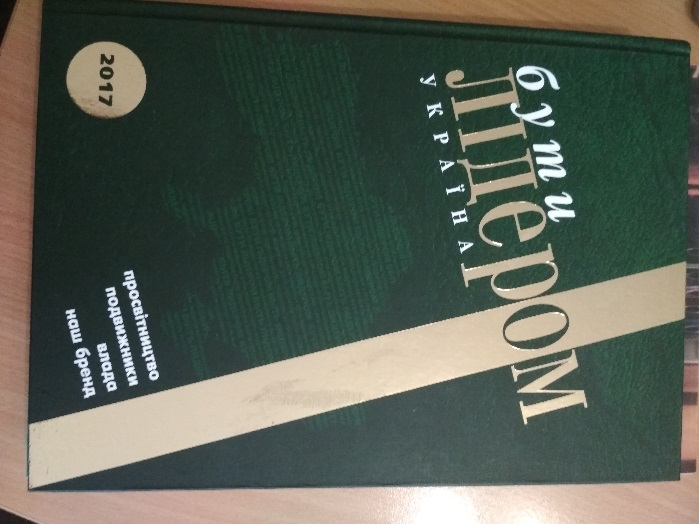 бути
лідером
УКРАЇНА
просвітництво
подвижники
влада
наш бренд
2017